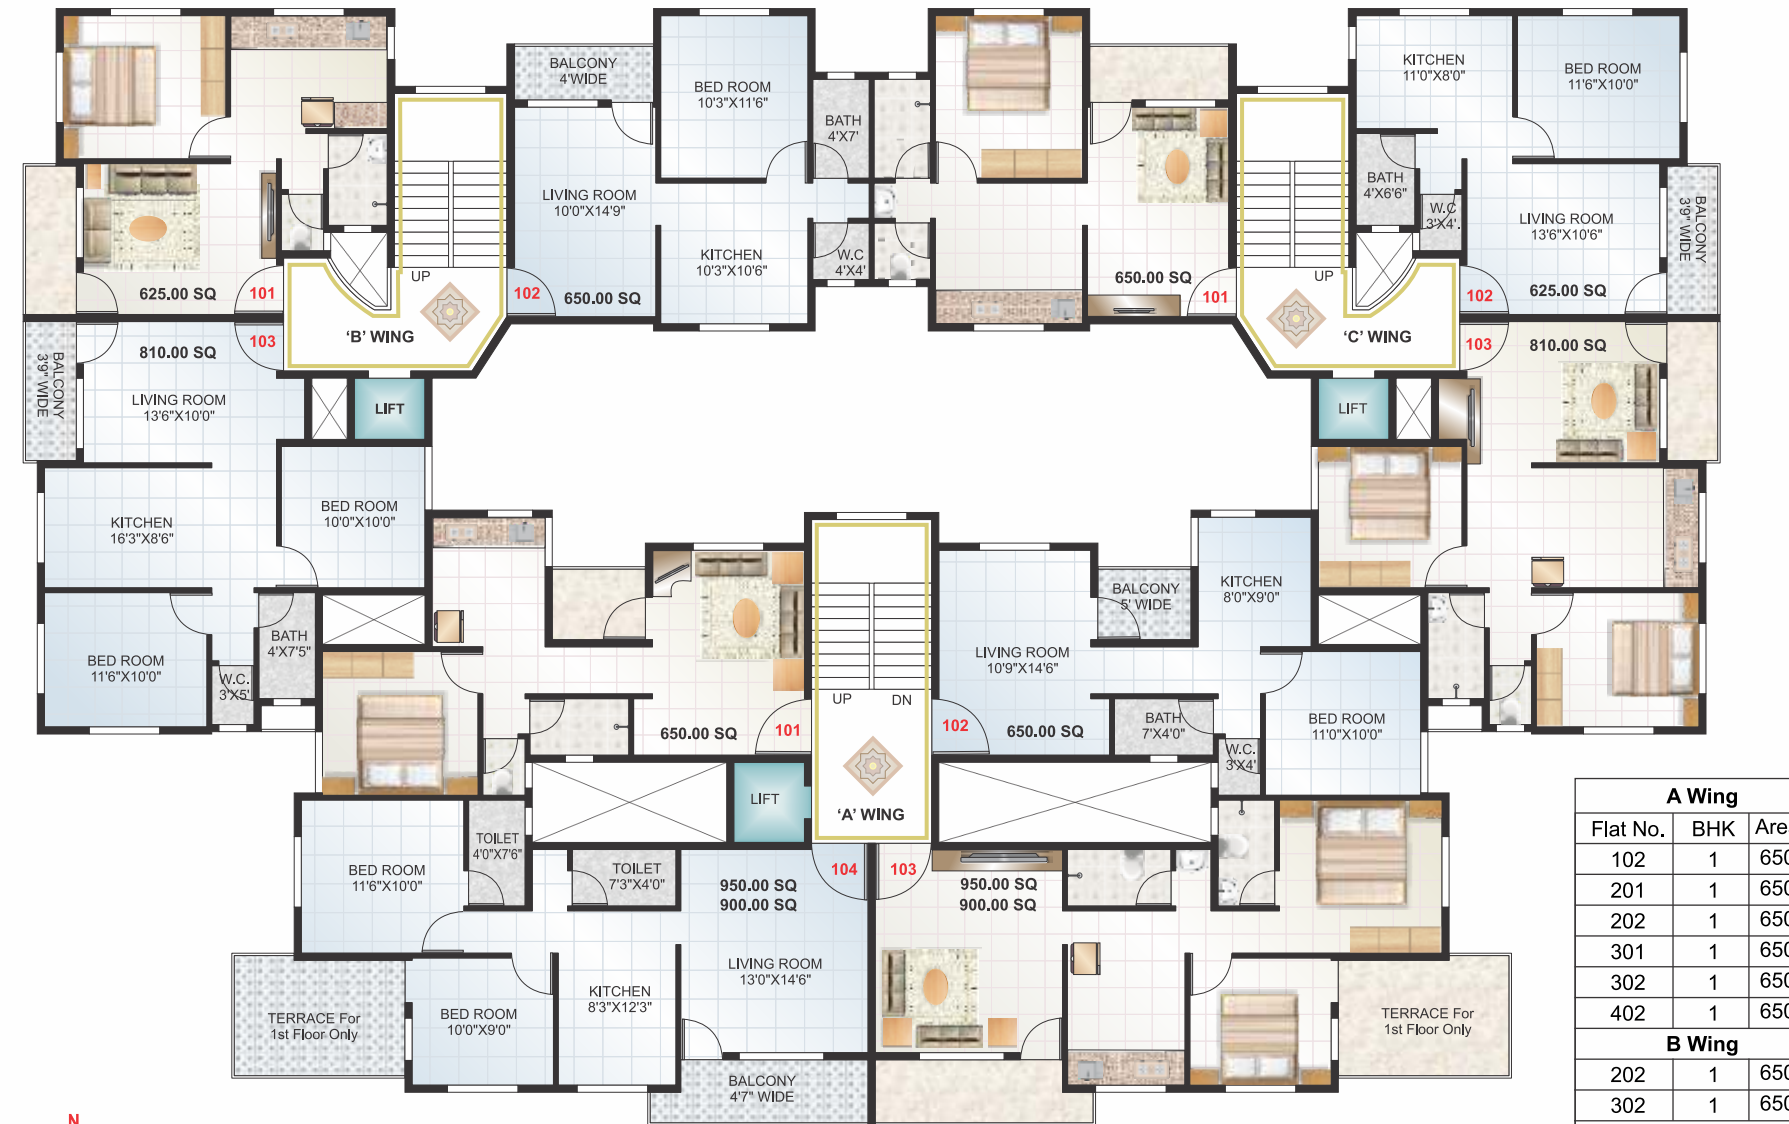 BALCONY
4'WIDE
BED ROOM
10'3"X11'6"
BATH
4'X7'
LIVING ROOM
10'0"X14'9"
KITCHEN
10'3"X10'6"
W.C
4'X4'
UP
102
650.00 SQ
625.00 SQ
101
'B' WING
103
810.00 SQ
BALCONY
3'9" WIDE
LIVING ROOM
13'6"X10'0"
LIFT
KITCHEN
16'3"X8'6"
BED ROOM
10'0"X10'0"
BED ROOM
11'6"X10'0"
W.C.
3'X5'
BATH
4'X7'5"
KITCHEN
11'0"X8'0"
BED ROOM
11'6"X10'0"
BATH
4'X6'6"
W.C
3'X4'.
LIVING ROOM
13'6"X10'6"
BALCONY
3'9" WIDE
650.00 SQ
101
UP
102
625.00 SQ
'C' WING
103
810.00 SQ
LIFT
BALCONY
5' WIDE
KITCHEN
8'0"X9'0"
LIVING ROOM
10'9"X14'6"
UP
DN
650.00 SQ
101
102
650.00 SQ
BATH
7'X4'0"
W.C.
3'X4'
BED ROOM
11'0"X10'0"
LIFT
'A' WING
BED ROOM
11'6"X10'0"
TOILET
4'0"X7'6"
TOILET
7'3"X4'0"
104
103
950.00 SQ
900.00 SQ
950.00 SQ
900.00 SQ
LIVING ROOM
13'0"X14'6"
KITCHEN
8'3"X12'3"
BED ROOM
10'0"X9'0"
TERRACE For
1st Floor Only
TERRACE For
1st Floor Only
BALCONY
4'7" WIDE
N
A Wing
Flat No. BHK Are
102 1 650
201 1 650
202 1 650
301 1 650
302 1 650
402 1 650
B Wing
202 1 650
302 1 650